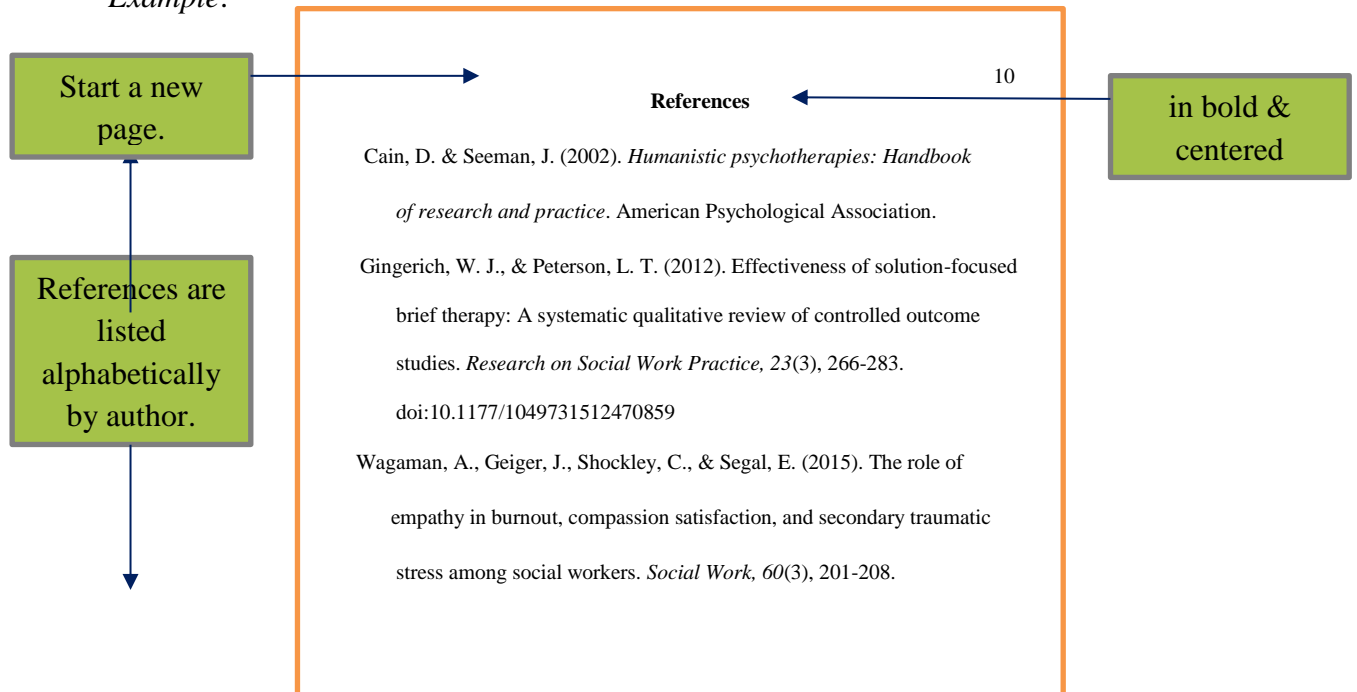 Example:
Start a new
page.
10
References
in bold &
centered
Cain, D. & Seeman, J. (2002). Humanistic psychotherapies: Handbook
of research and practice. American Psychological Association.
Gingerich, W. J., & Peterson, L. T. (2012). Effectiveness of solution-focused
brief therapy: A systematic qualitative review of controlled outcome
studies. Research on Social Work Practice, 23(3), 266-283.
doi:10.1177/1049731512470859
Wagaman, A., Geiger, J., Shockley, C., & Segal, E. (2015). The role of
empathy in burnout, compassion satisfaction, and secondary traumatic
stress among social workers. Social Work, 60(3), 201-208.
References are
listed
alphabetically
by author.